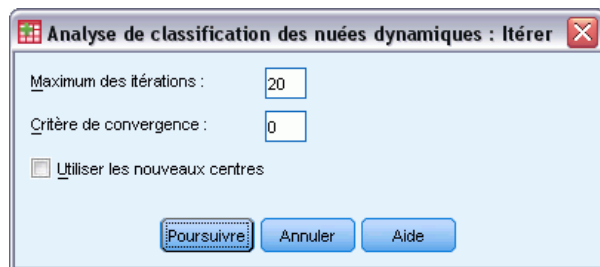 Analyse de classification des nuées dynamiques : Itérer
Maximum des itérations : 20
Critère de convergence : 0
Utiliser les nouveaux centres
Poursuivre Annuler Aide